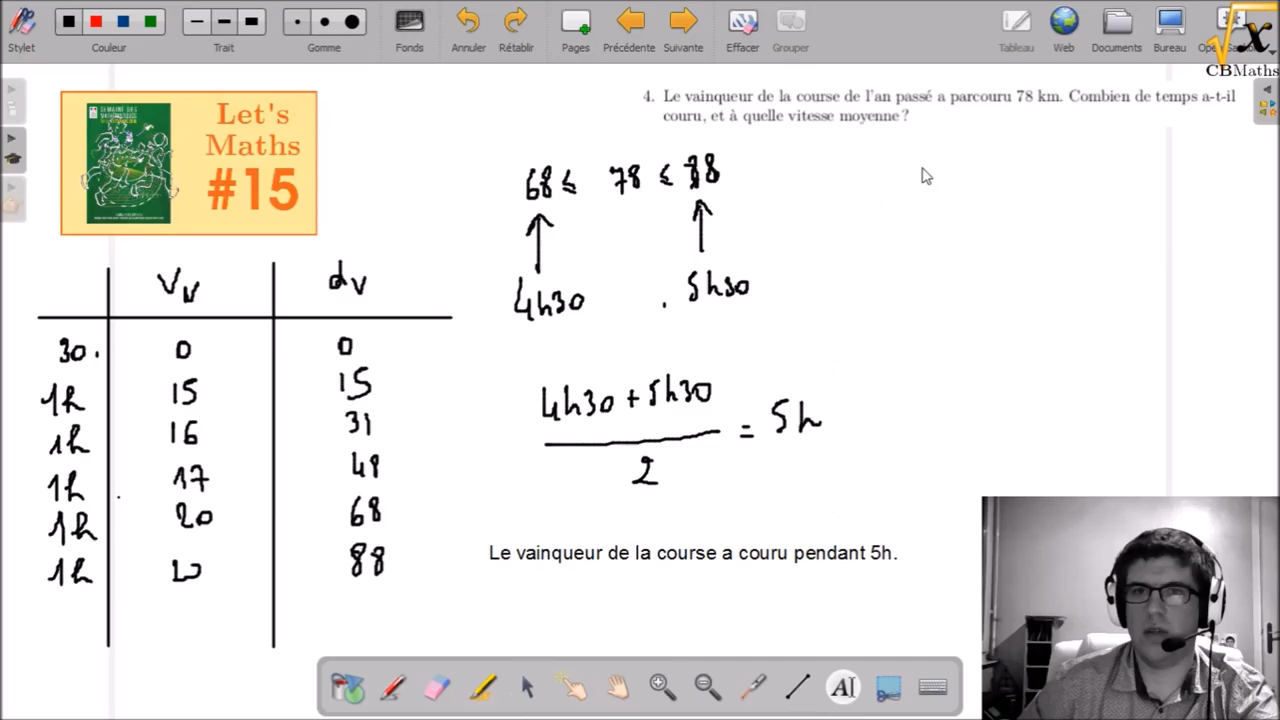 Stylet Couleur Trait Gomme Fonds Annuler Rétablir Pages Précédente Suivante Effacer Grouper Tableau Web Documents Bureau
CBMaths
Let's
Maths
#15
SEMAINE DES
4. Le vainqueur de la course de l'an passé a parcouru 78 km. Combien de temps a-t-il
couru, et à quelle vitesse moyenne ?
68 ≤ 78 ≤ 88
4h30 5h30
Vv dv
30 0 0
1h 15 15
1h 16 31
1h 17 48
1h 20 68
1h 20 88
4h30 + 5h30
2
= 5h
Le vainqueur de la course a couru pendant 5h.